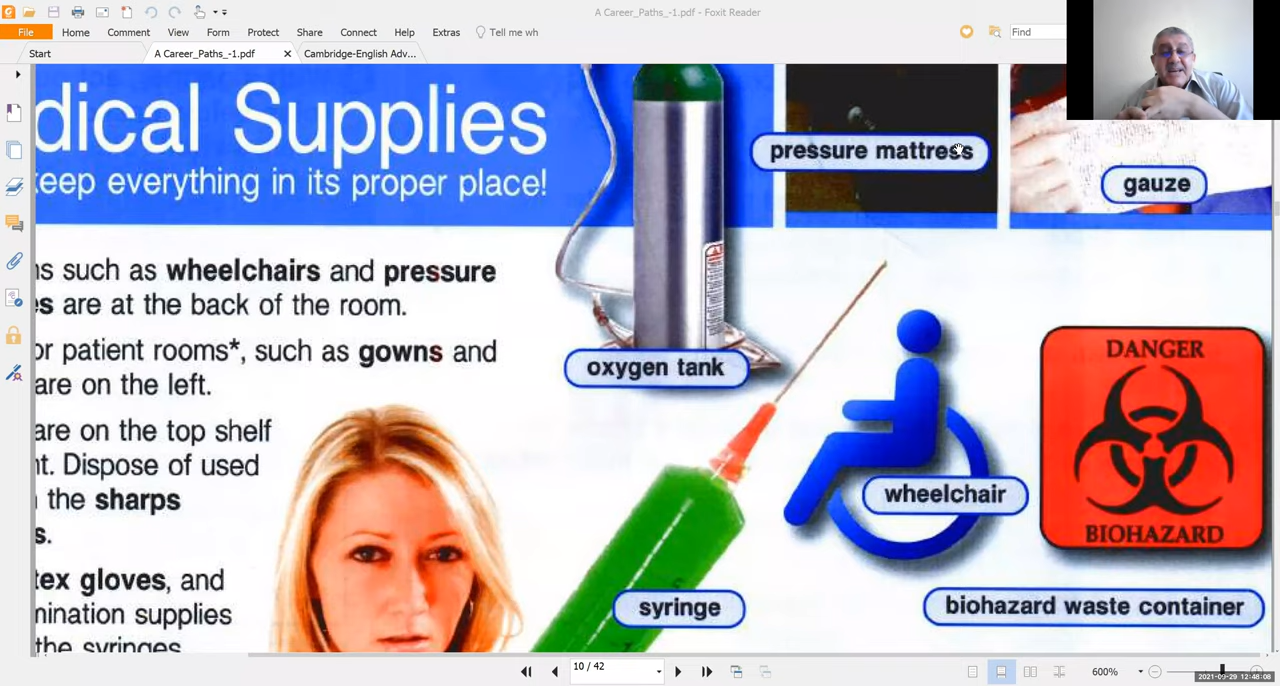 A Career_Paths_-1.pdf - Foxit Reader
File Home Comment View Form Protect Share Connect Help Extras Tell me wh Find
Start A Career_Paths_-1.pdf Cambridge-English Adv...
dical Supplies
keep everything in its proper place!
pressure mattress
gauze
ns such as wheelchairs and pressure
es are at the back of the room.
or patient rooms*, such as gowns and
are on the left.
oxygen tank
are on the top shelf
nt. Dispose of used
the sharps
s.
tex gloves, and
mination supplies
the syringes
DANGER
BIOHAZARD
wheelchair
syringe
biohazard waste container
10 / 42
600%
2021-09-29 12:48:08